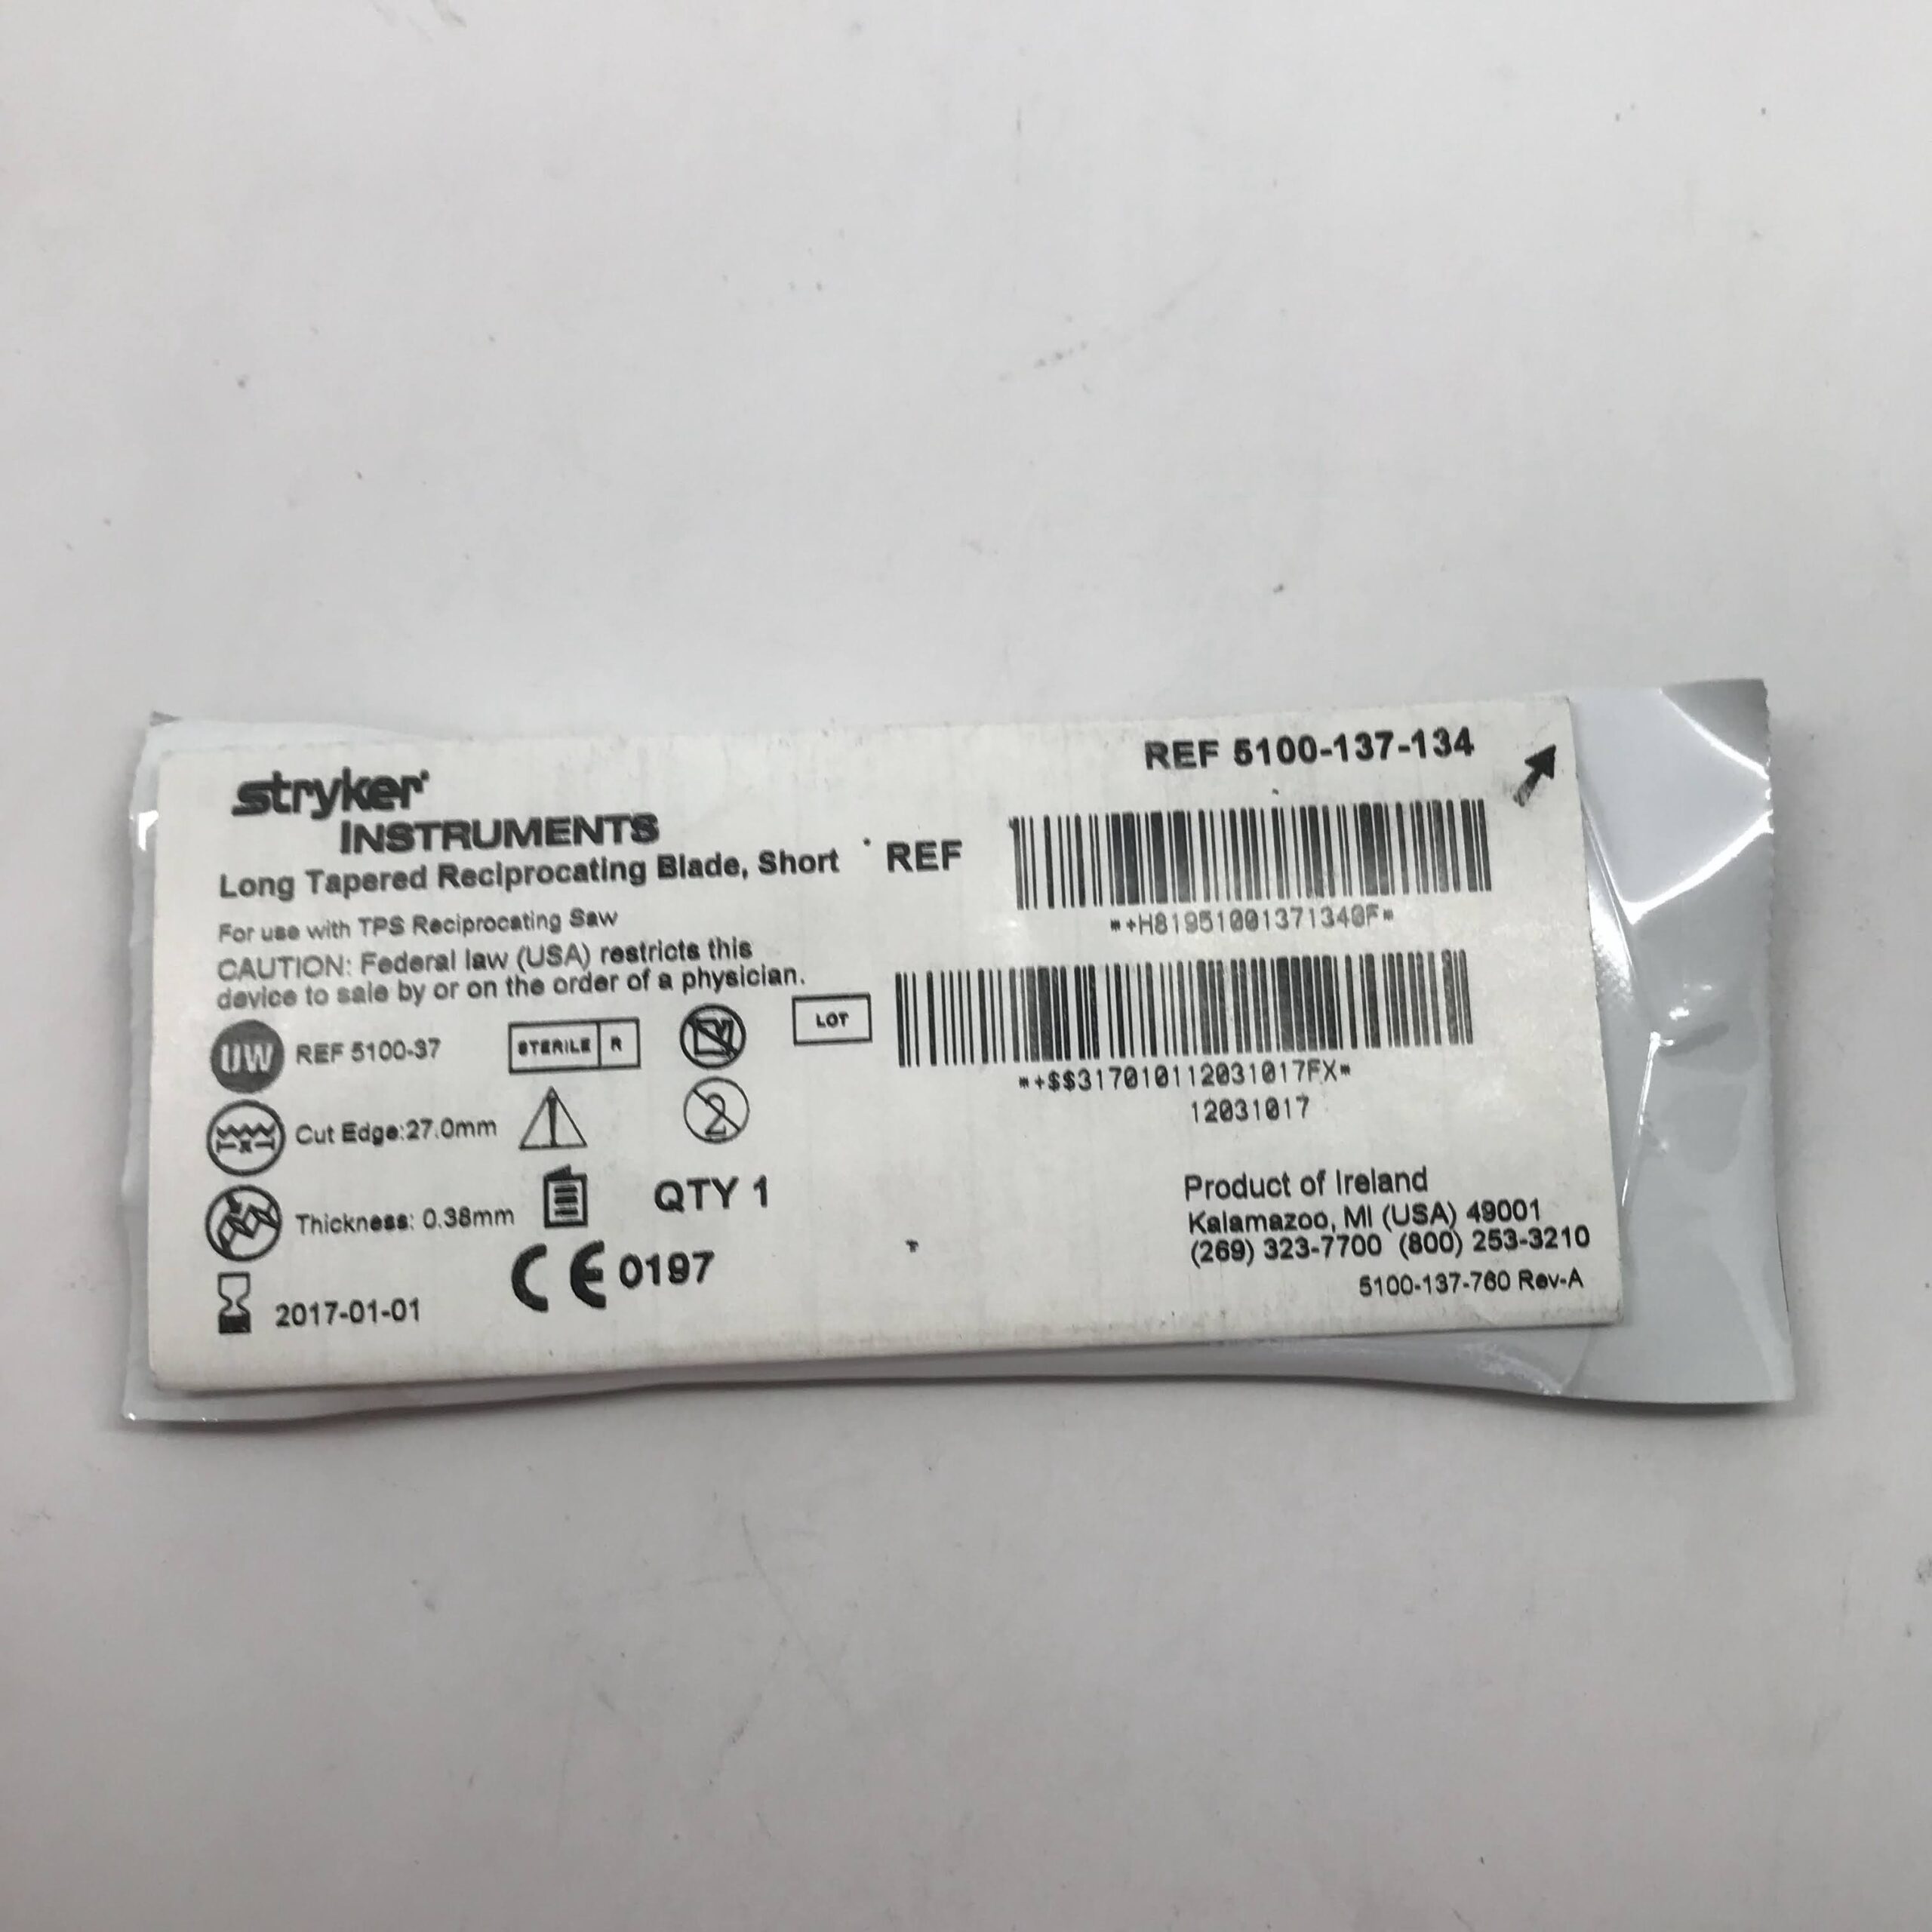 stryker
INSTRUMENTS
Long Tapered Reciprocating Blade, Short
For use with TPS Reciprocating Saw
CAUTION: Federal law (USA) restricts this
device to sale by or on the order of a physician.
UW REF 5100-37
Cut Edge:27.0mm
Thickness: 0.38mm
2017-01-01
STERILE R
2
QTY 1
CE 0197
REF 5100-137-134
REF
*+H81951001371340F*
LOT
*+$$317010112031017FX*
12031017
Product of Ireland
Kalamazoo, MI (USA) 49001
(269) 323-7700 (800) 253-3210
5100-137-760 Rev-A